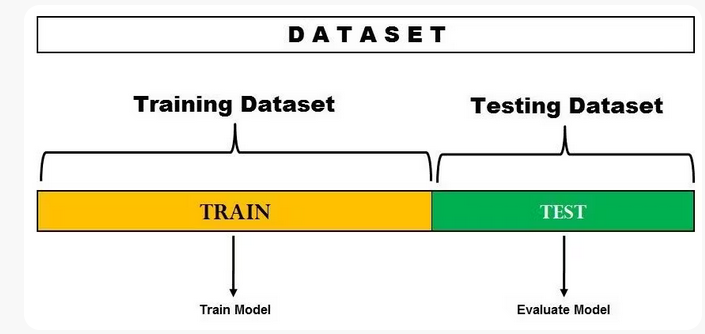 DATASET
Training Dataset
Testing Dataset
TRAIN
TEST
Train Model
Evaluate Model